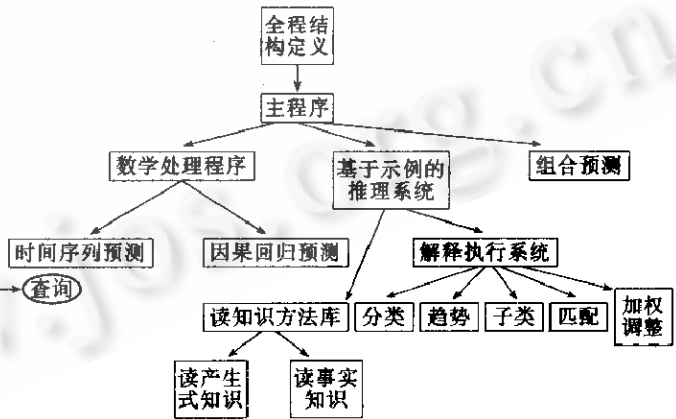 全程结
构定义
主程序
数学处理程序
基于示例的
推理系统
组合预测
时间序列预测
因果回归预测
解释执行系统
查询
读知识方法库
分类
趋势
子类
匹配
加权
调整
读产生
式知识
读事实
知识
.jos.org.cn